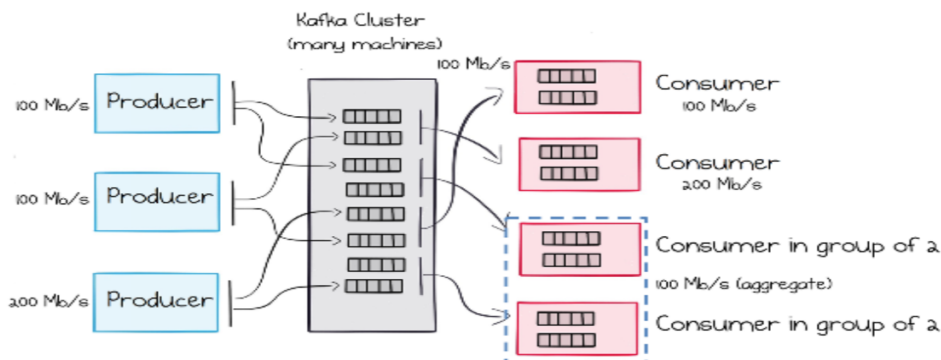 Kafka Cluster
(many machines)
100 Mb/s
Producer
100 Mb/s
Producer
200 Mb/s
Producer
100 Mb/s
Consumer
100 Mb/s
Consumer
200 Mb/s
Consumer in group of 2
100 Mb/s (aggregate)
Consumer in group of 2